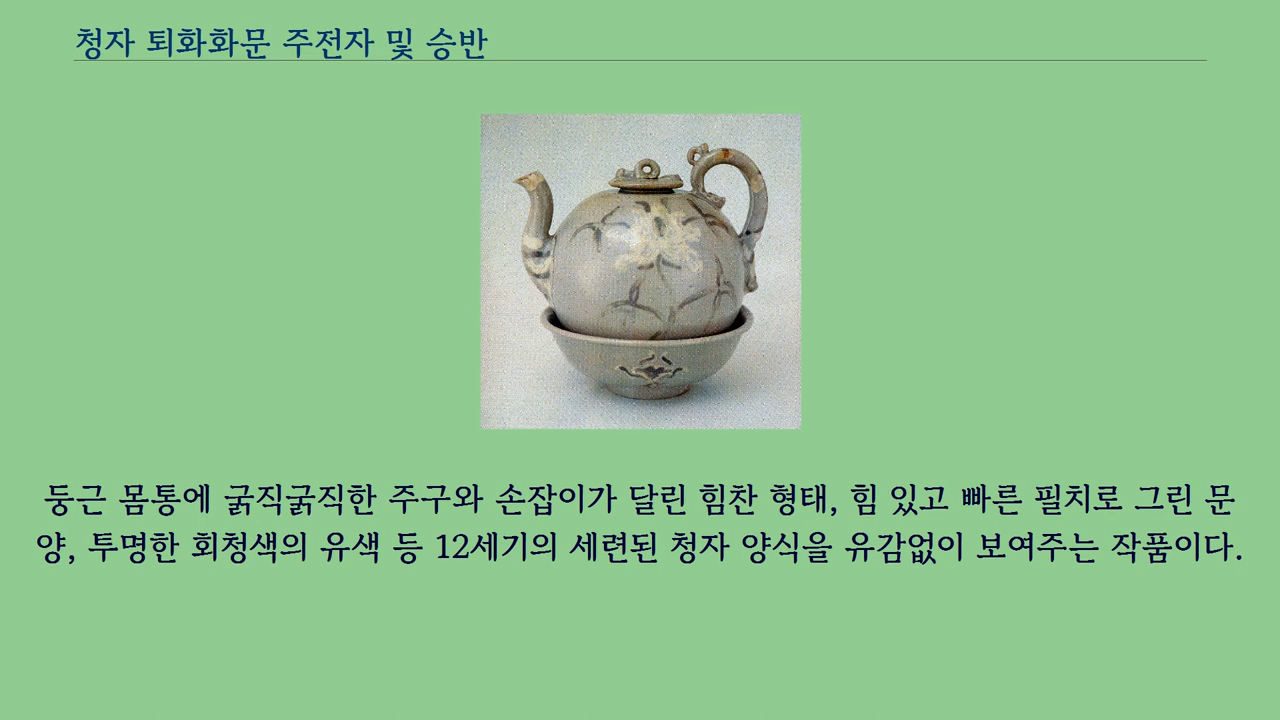 청자 퇴화화문 주전자 및 승반
둥근 몸통에 굵직굵직한 주구와 손잡이가 달린 힘찬 형태, 힘 있고 빠른 필치로 그린 문
양, 투명한 회청색의 유색 등 12세기의 세련된 청자 양식을 유감없이 보여주는 작품이다.